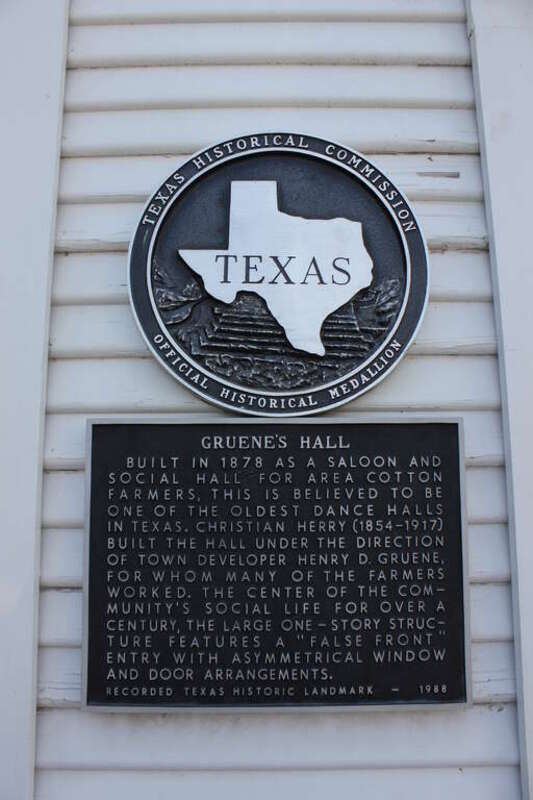 TEXAS HISTORICAL COMMISSION
TEXAS
OFFICIAL HISTORICAL MEDALLION
GRUENE'S HALL
BUILT IN 1878 AS A SALOON AND
SOCIAL HALL FOR AREA COTTON
FARMERS, THIS IS BELIEVED TO BE
ONE OF THE OLDEST DANCE HALLS
IN TEXAS. CHRISTIAN HERRY (1854-1917)
BUILT THE HALL UNDER THE DIRECTION
OF TOWN DEVELOPER HENRY D. GRUENE,
FOR WHOM MANY OF THE FARMERS
WORKED. THE CENTER OF THE COM-
MUNITY'S SOCIAL LIFE FOR OVER A
CENTURY, THE LARGE ONE-STORY STRUC-
TURE FEATURES A "FALSE FRONT"
ENTRY WITH ASYMMETRICAL WINDOW
AND DOOR ARRANGEMENTS.
RECORDED TEXAS HISTORIC LANDMARK - 1988